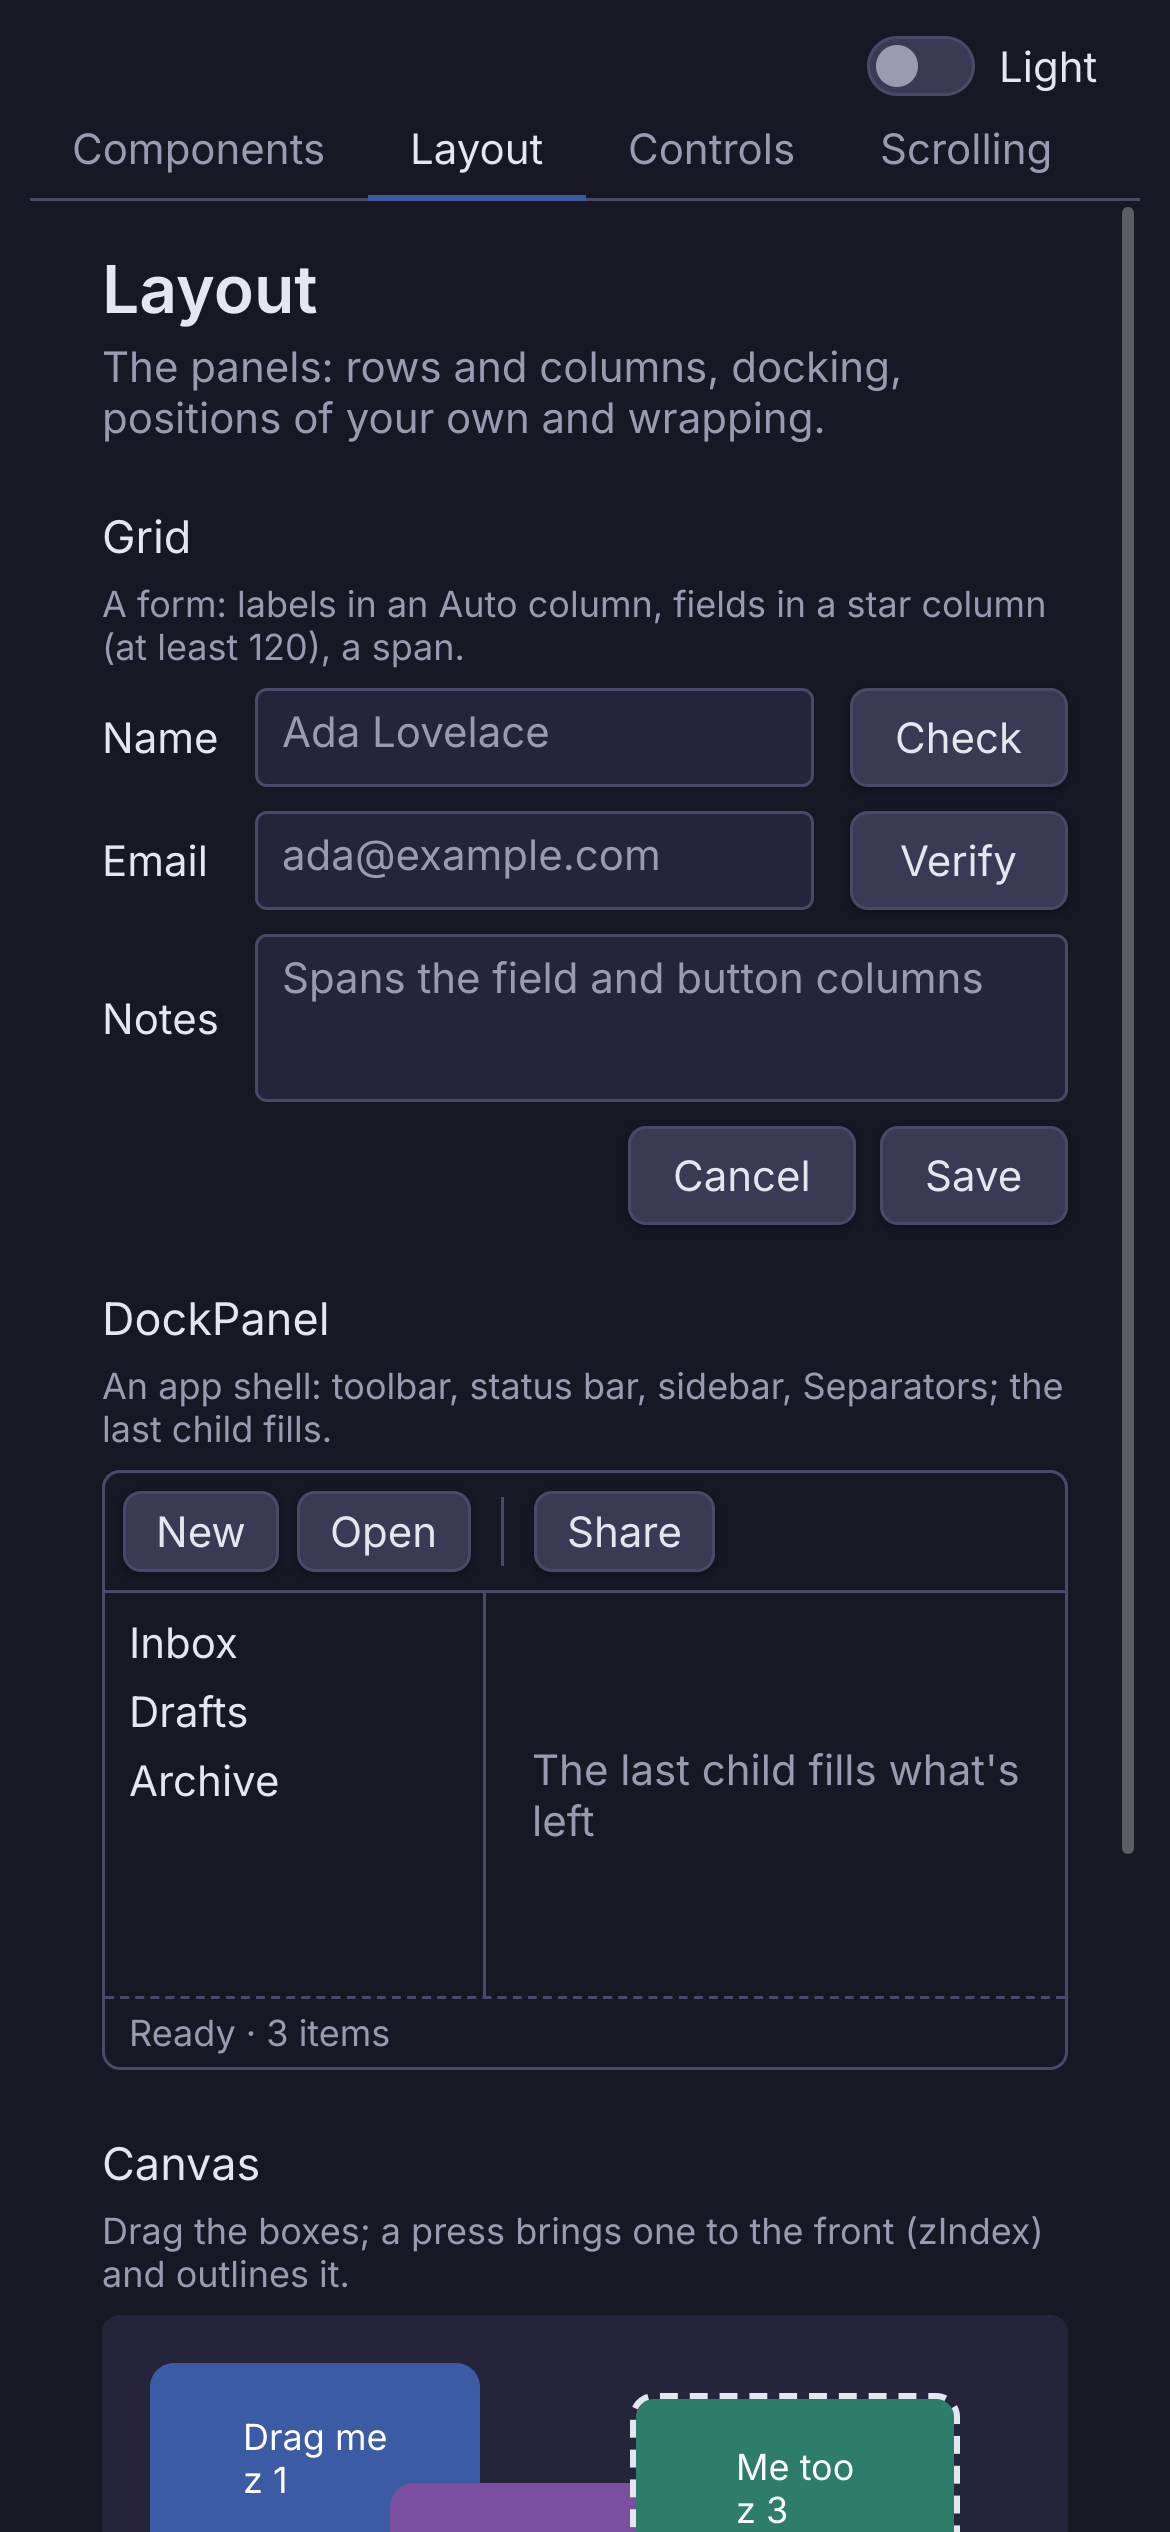 Light
Components Layout Controls Scrolling
Layout
The panels: rows and columns, docking,
positions of your own and wrapping.
Grid
A form: labels in an Auto column, fields in a star column
(at least 120), a span.
Name Ada Lovelace Check
Email ada@example.com Verify
Notes Spans the field and button columns
Cancel Save
DockPanel
An app shell: toolbar, status bar, sidebar, Separators; the
last child fills.
New Open Share
Inbox
Drafts
Archive
The last child fills what's
left
Ready · 3 items
Canvas
Drag the boxes; a press brings one to the front (zIndex)
and outlines it.
Drag me
z 1
Me too
z 3